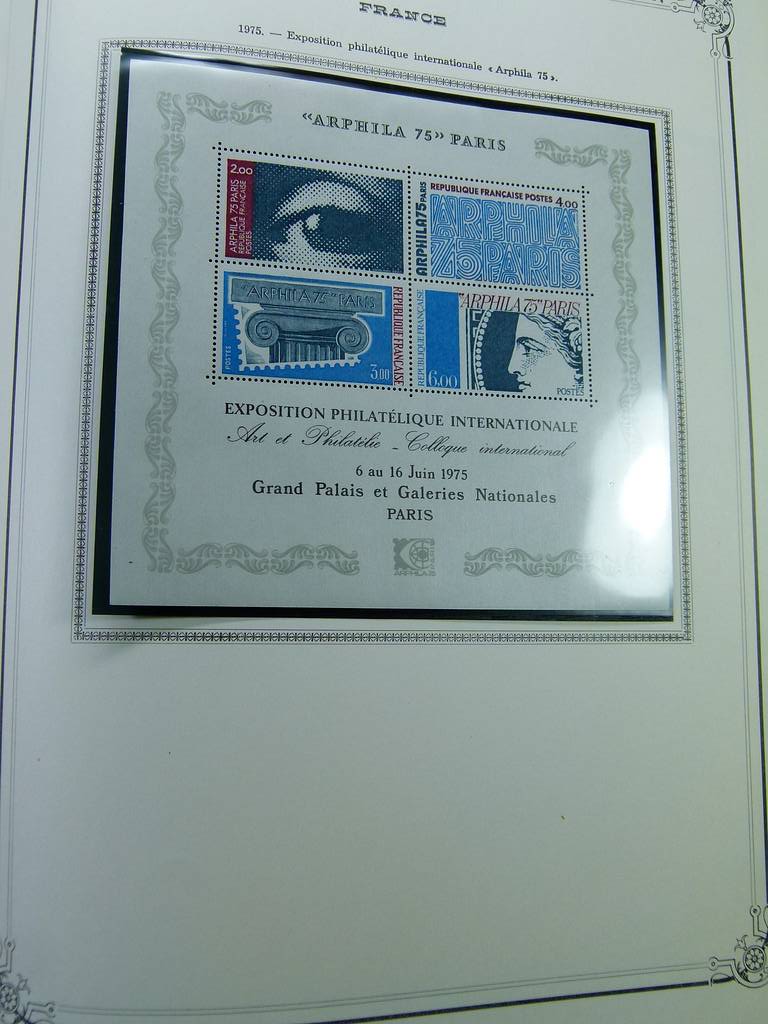 FRANCE
1975. — Exposition philatélique internationale « Arphila 75 ».
“ARPHILA 75” PARIS
2,00
ARPHILA 75 PARIS
REPUBLIQUE FRANÇAISE
POSTES
REPUBLIQUE FRANÇAISE POSTES 4,00
ARPHILA 75 PARIS
ARPHILA
75 PARIS
"ARPHILA 75" PARIS
POSTES
3,00
REPUBLIQUE FRANÇAISE
"ARPHILA 75" PARIS
REPUBLIQUE FRANÇAISE
6,00
POSTES
EXPOSITION PHILATÉLIQUE INTERNATIONALE
Art et Philatélie - Colloque international
6 au 16 Juin 1975
Grand Palais et Galeries Nationales
PARIS
ARPHILA 75